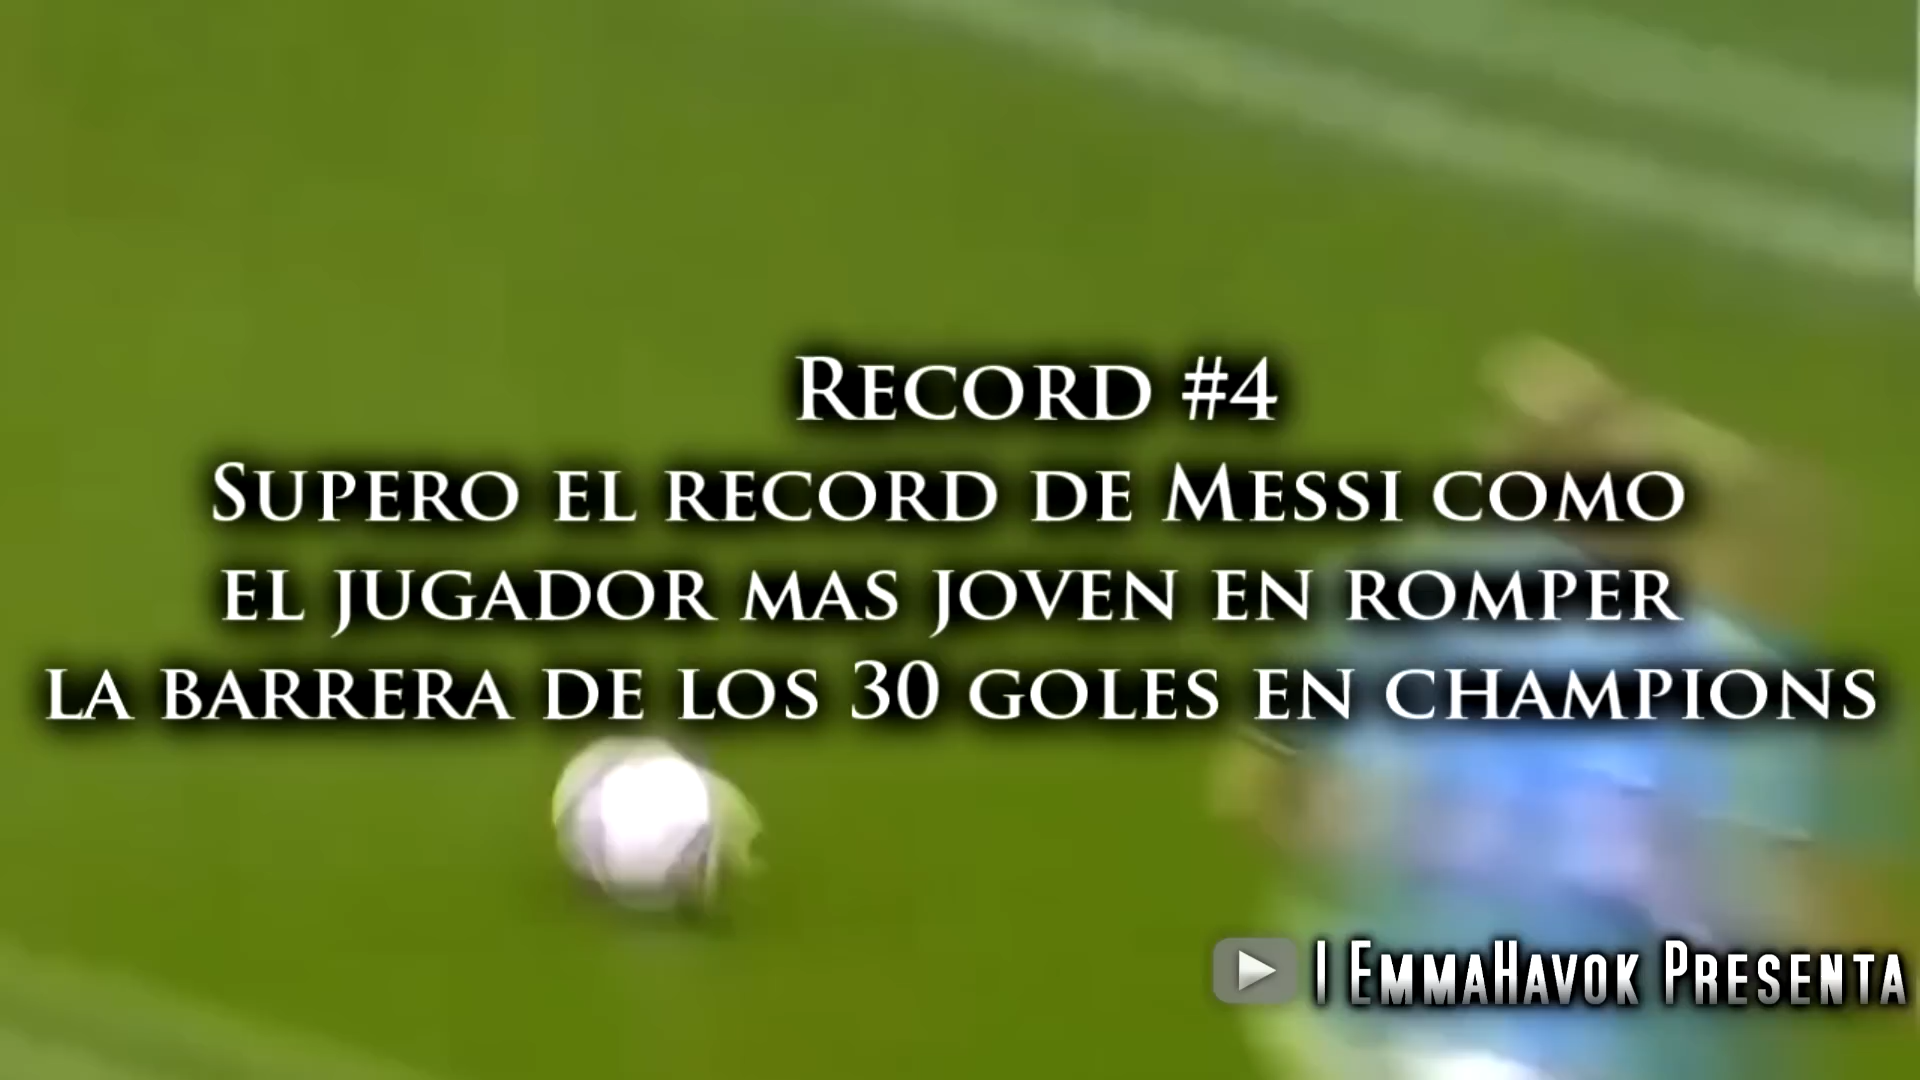 Record #4
Supero el record de Messi como
el jugador mas joven en romper
la barrera de los 30 goles en champions
| EmmaHavok Presenta